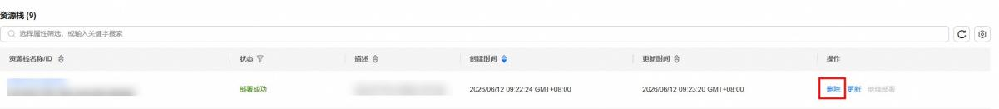 资源栈 (9)
选择属性筛选，或输入关键字搜索
资源栈名称/ID 状态 描述 创建时间 更新时间 操作
部署成功 2026/06/12 09:22:24 GMT+08:00 2026/06/12 09:23:20 GMT+08:00 删除 更新 继续部署